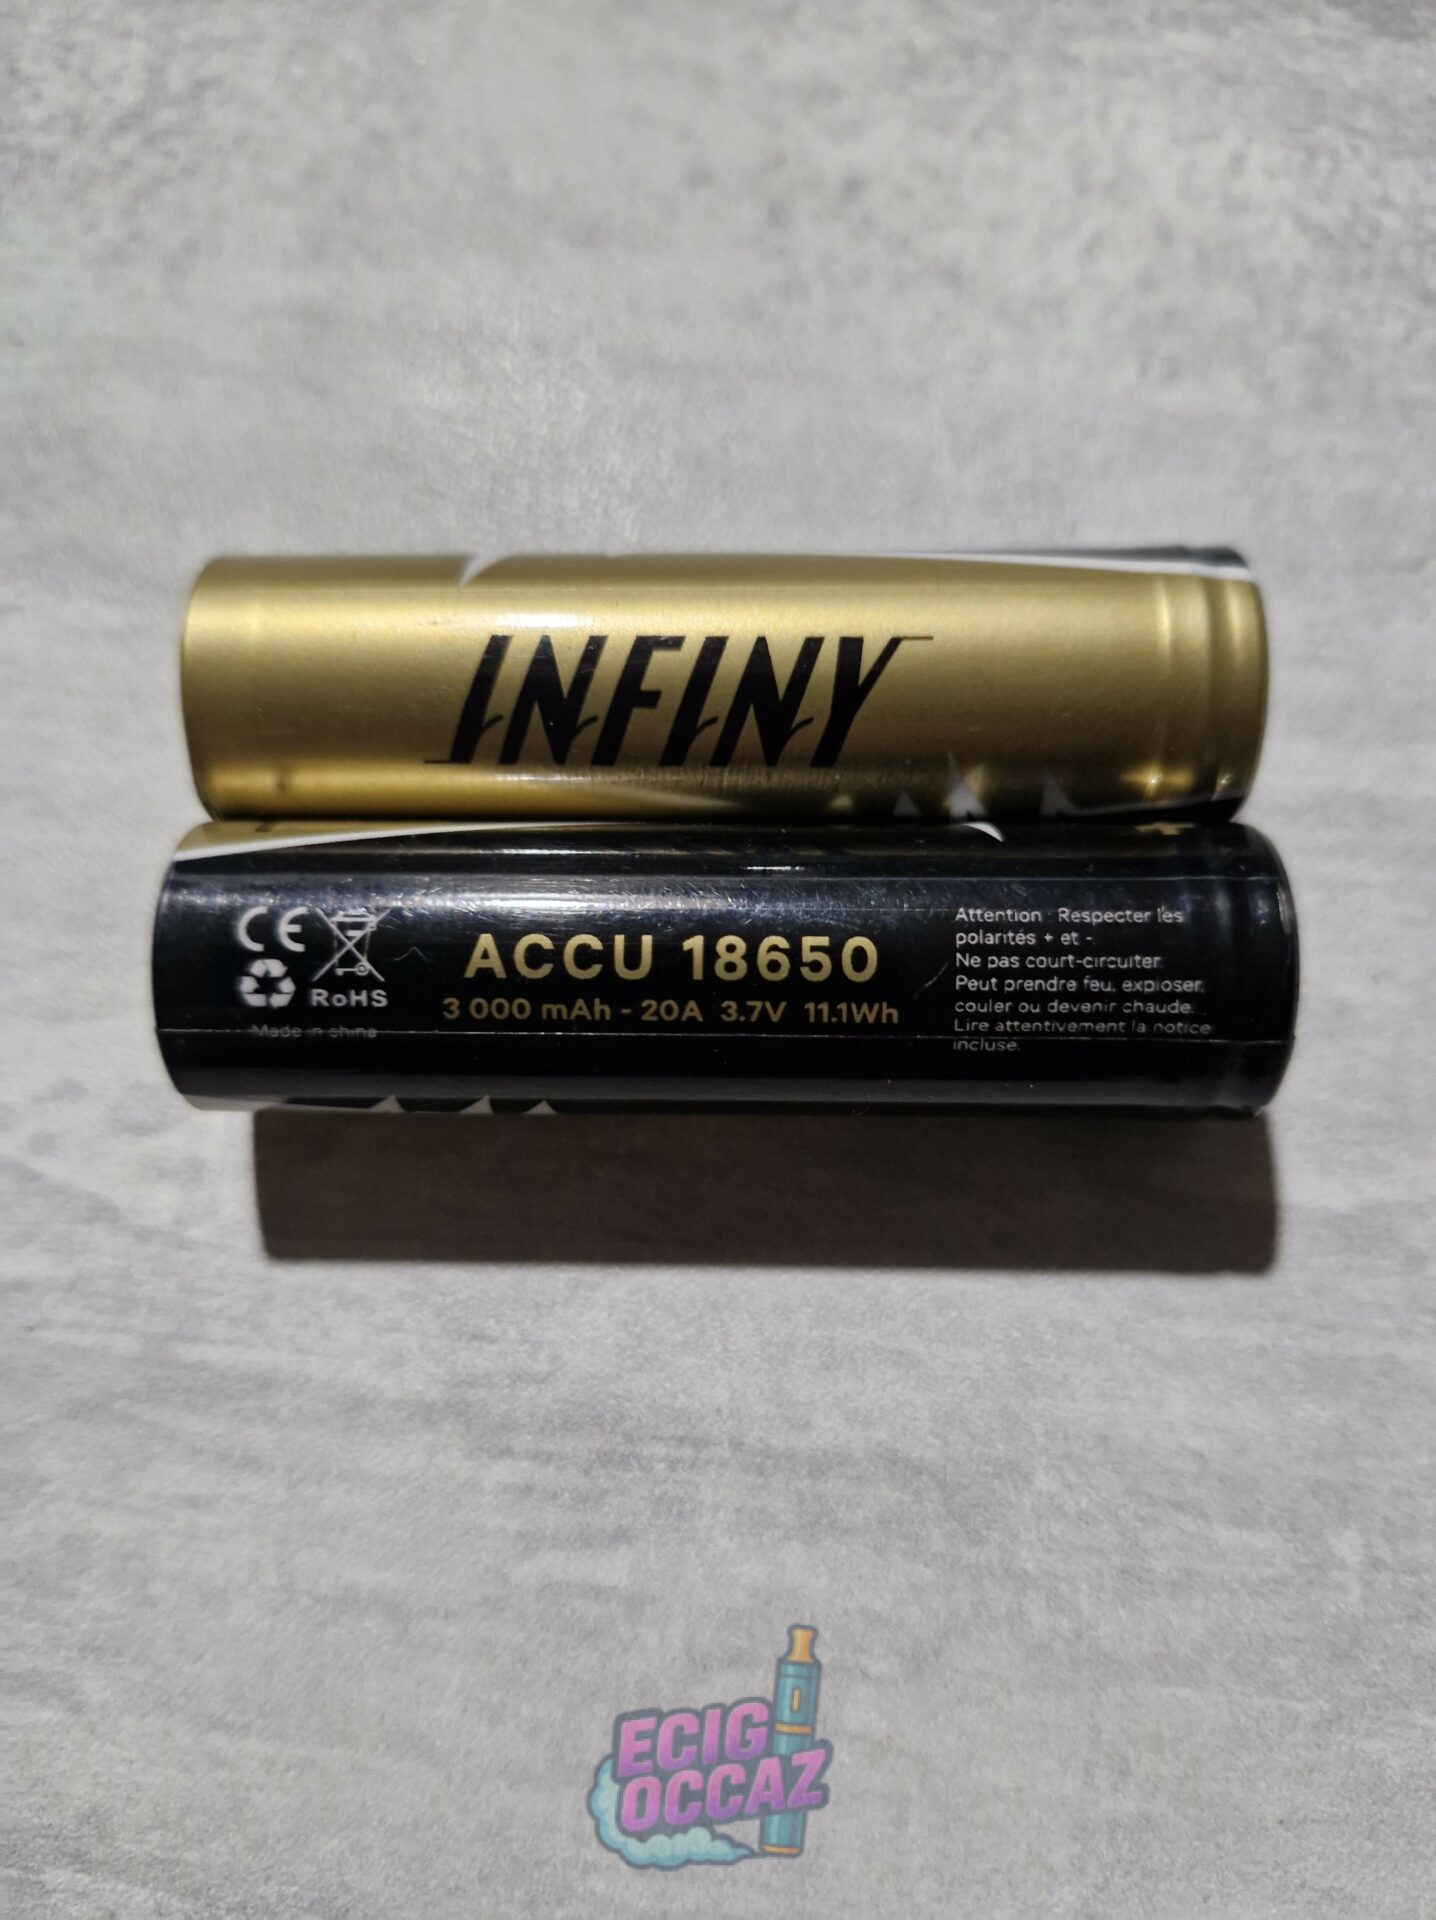 INFINY
CE
RoHS
Made in china
ACCU 18650
3 000 mAh - 20A 3.7V 11.1Wh
Attention : Respecter les
polarités + et -.
Ne pas court-circuiter.
Peut prendre feu, exploser,
couler ou devenir chaude.
Lire attentivement la notice
incluse.
ECIG
OCCAZ